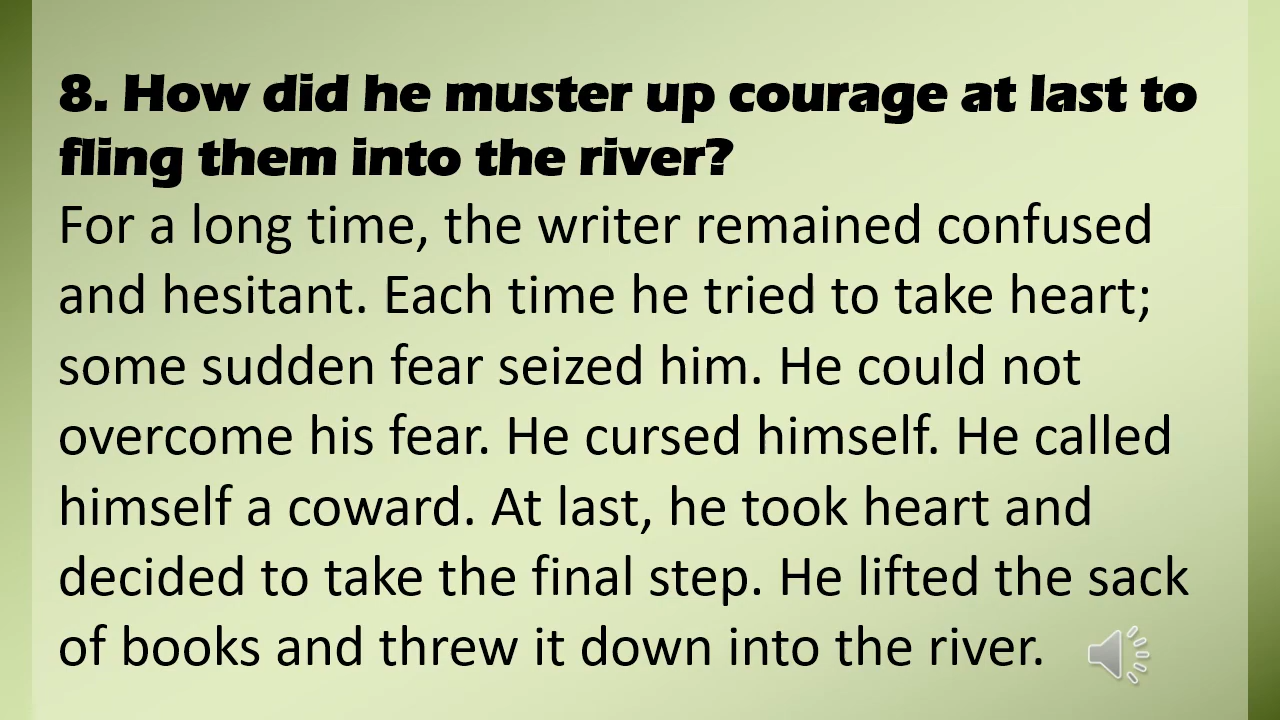 8. How did he muster up courage at last to
fling them into the river?
For a long time, the writer remained confused
and hesitant. Each time he tried to take heart;
some sudden fear seized him. He could not
overcome his fear. He cursed himself. He called
himself a coward. At last, he took heart and
decided to take the final step. He lifted the sack
of books and threw it down into the river.